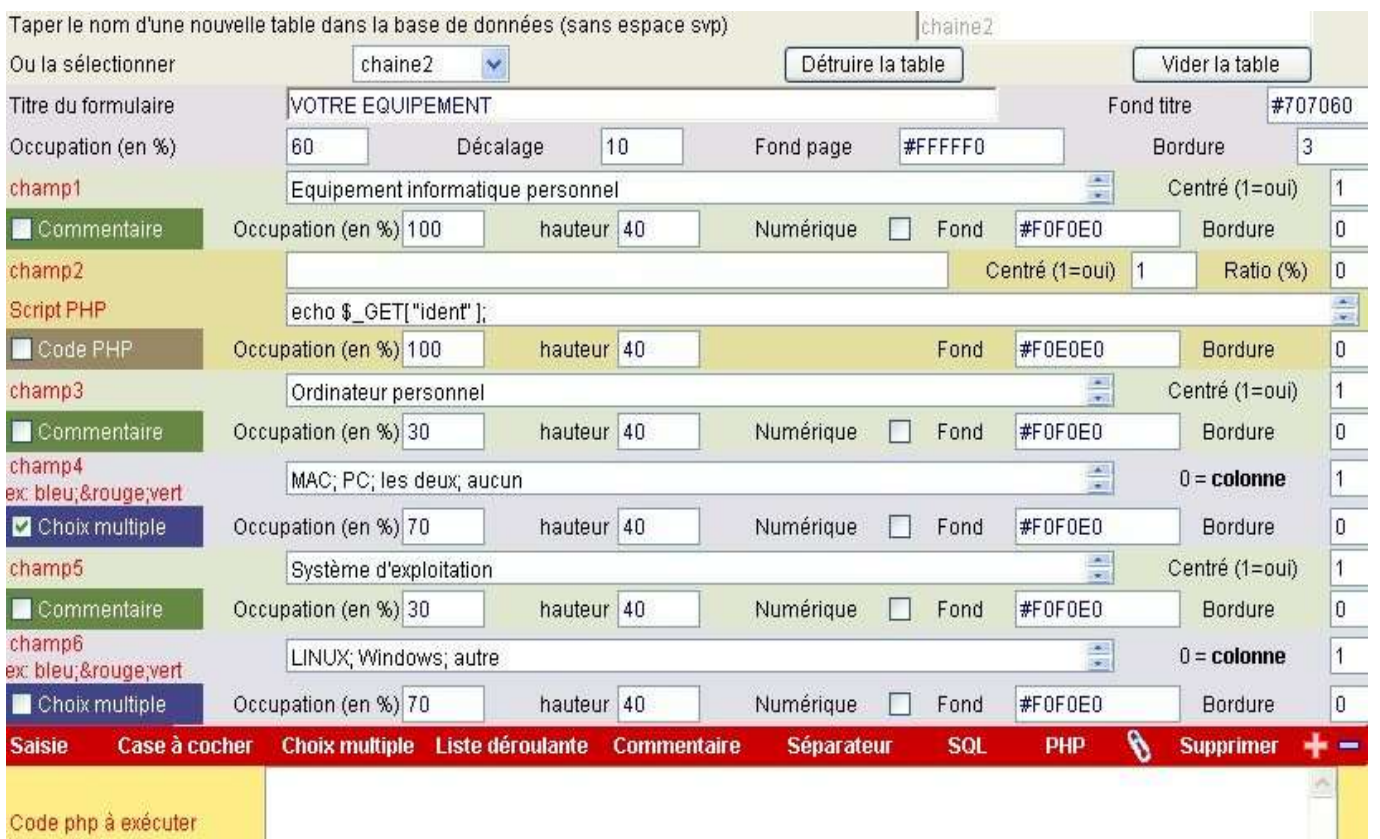 Taper le nom d'une nouvelle table dans la base de données (sans espace svp) chaine2
Ou la sélectionner chaine2 Détruire la table Vider la table
Titre du formulaire VOTRE EQUIPEMENT Fond titre #707060
Occupation (en %) 60 Décalage 10 Fond page #FFFFF0 Bordure 3
champ1 Equipement informatique personnel Centré (1=oui) 1
Commentaire Occupation (en %) 100 hauteur 40 Numérique Fond #F0F0E0 Bordure 0
champ2 Centré (1=oui) 1 Ratio (%) 0
Script PHP echo $_GET["ident"];
Code PHP Occupation (en %) 100 hauteur 40 Fond #F0E0E0 Bordure 0
champ3 Ordinateur personnel Centré (1=oui) 1
Commentaire Occupation (en %) 30 hauteur 40 Numérique Fond #F0F0E0 Bordure 0
champ4 MAC; PC; les deux; aucun 0 = colonne 1
ex: bleu;&rouge;vert
Choix multiple Occupation (en %) 70 hauteur 40 Numérique Fond #F0F0E0 Bordure 0
champ5 Système d'exploitation Centré (1=oui) 1
Commentaire Occupation (en %) 30 hauteur 40 Numérique Fond #F0F0E0 Bordure 0
champ6 LINUX; Windows; autre 0 = colonne 1
ex: bleu;&rouge;vert
Choix multiple Occupation (en %) 70 hauteur 40 Numérique Fond #F0F0E0 Bordure 0
Saisie Case à cocher Choix multiple Liste déroulante Commentaire Séparateur SQL PHP Supprimer
Code php à exécuter